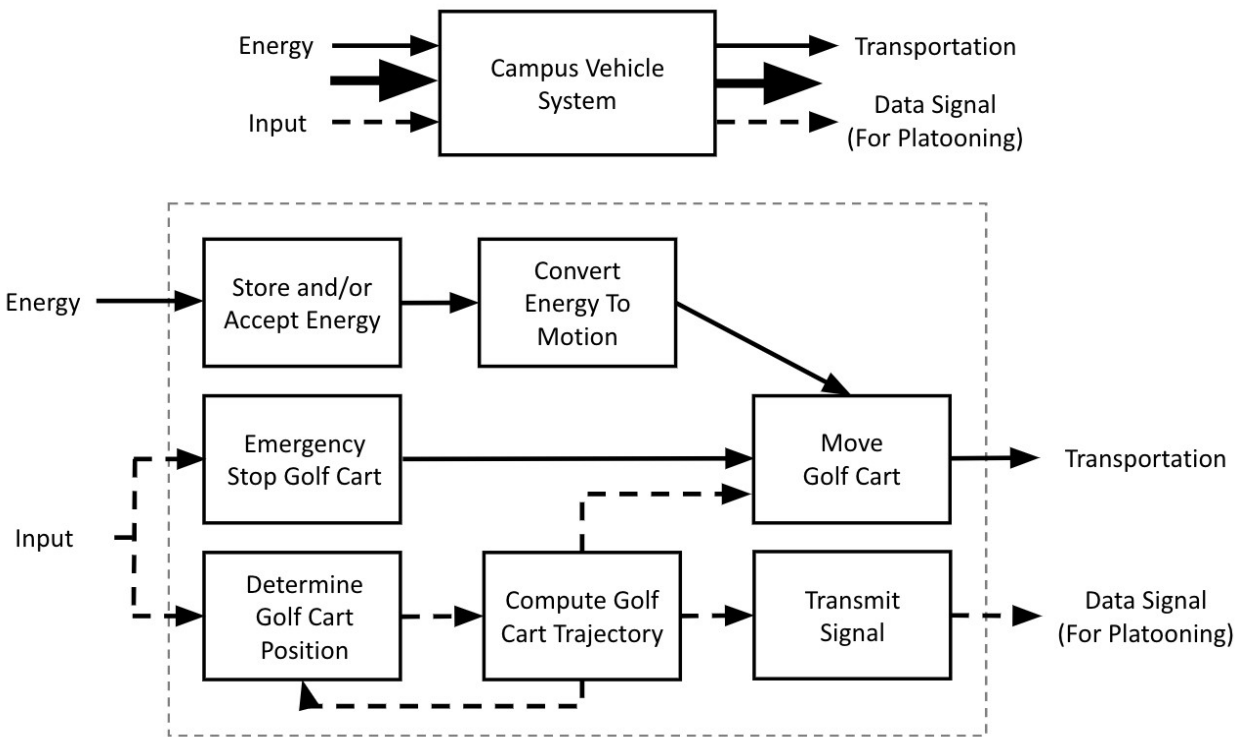 Energy
Input
Campus Vehicle
System
Transportation
Data Signal
(For Platooning)
Energy
Store and/or
Accept Energy
Convert
Energy To
Motion
Emergency
Stop Golf Cart
Move
Golf Cart
Transportation
Input
Determine
Golf Cart
Position
Compute Golf
Cart Trajectory
Transmit
Signal
Data Signal
(For Platooning)